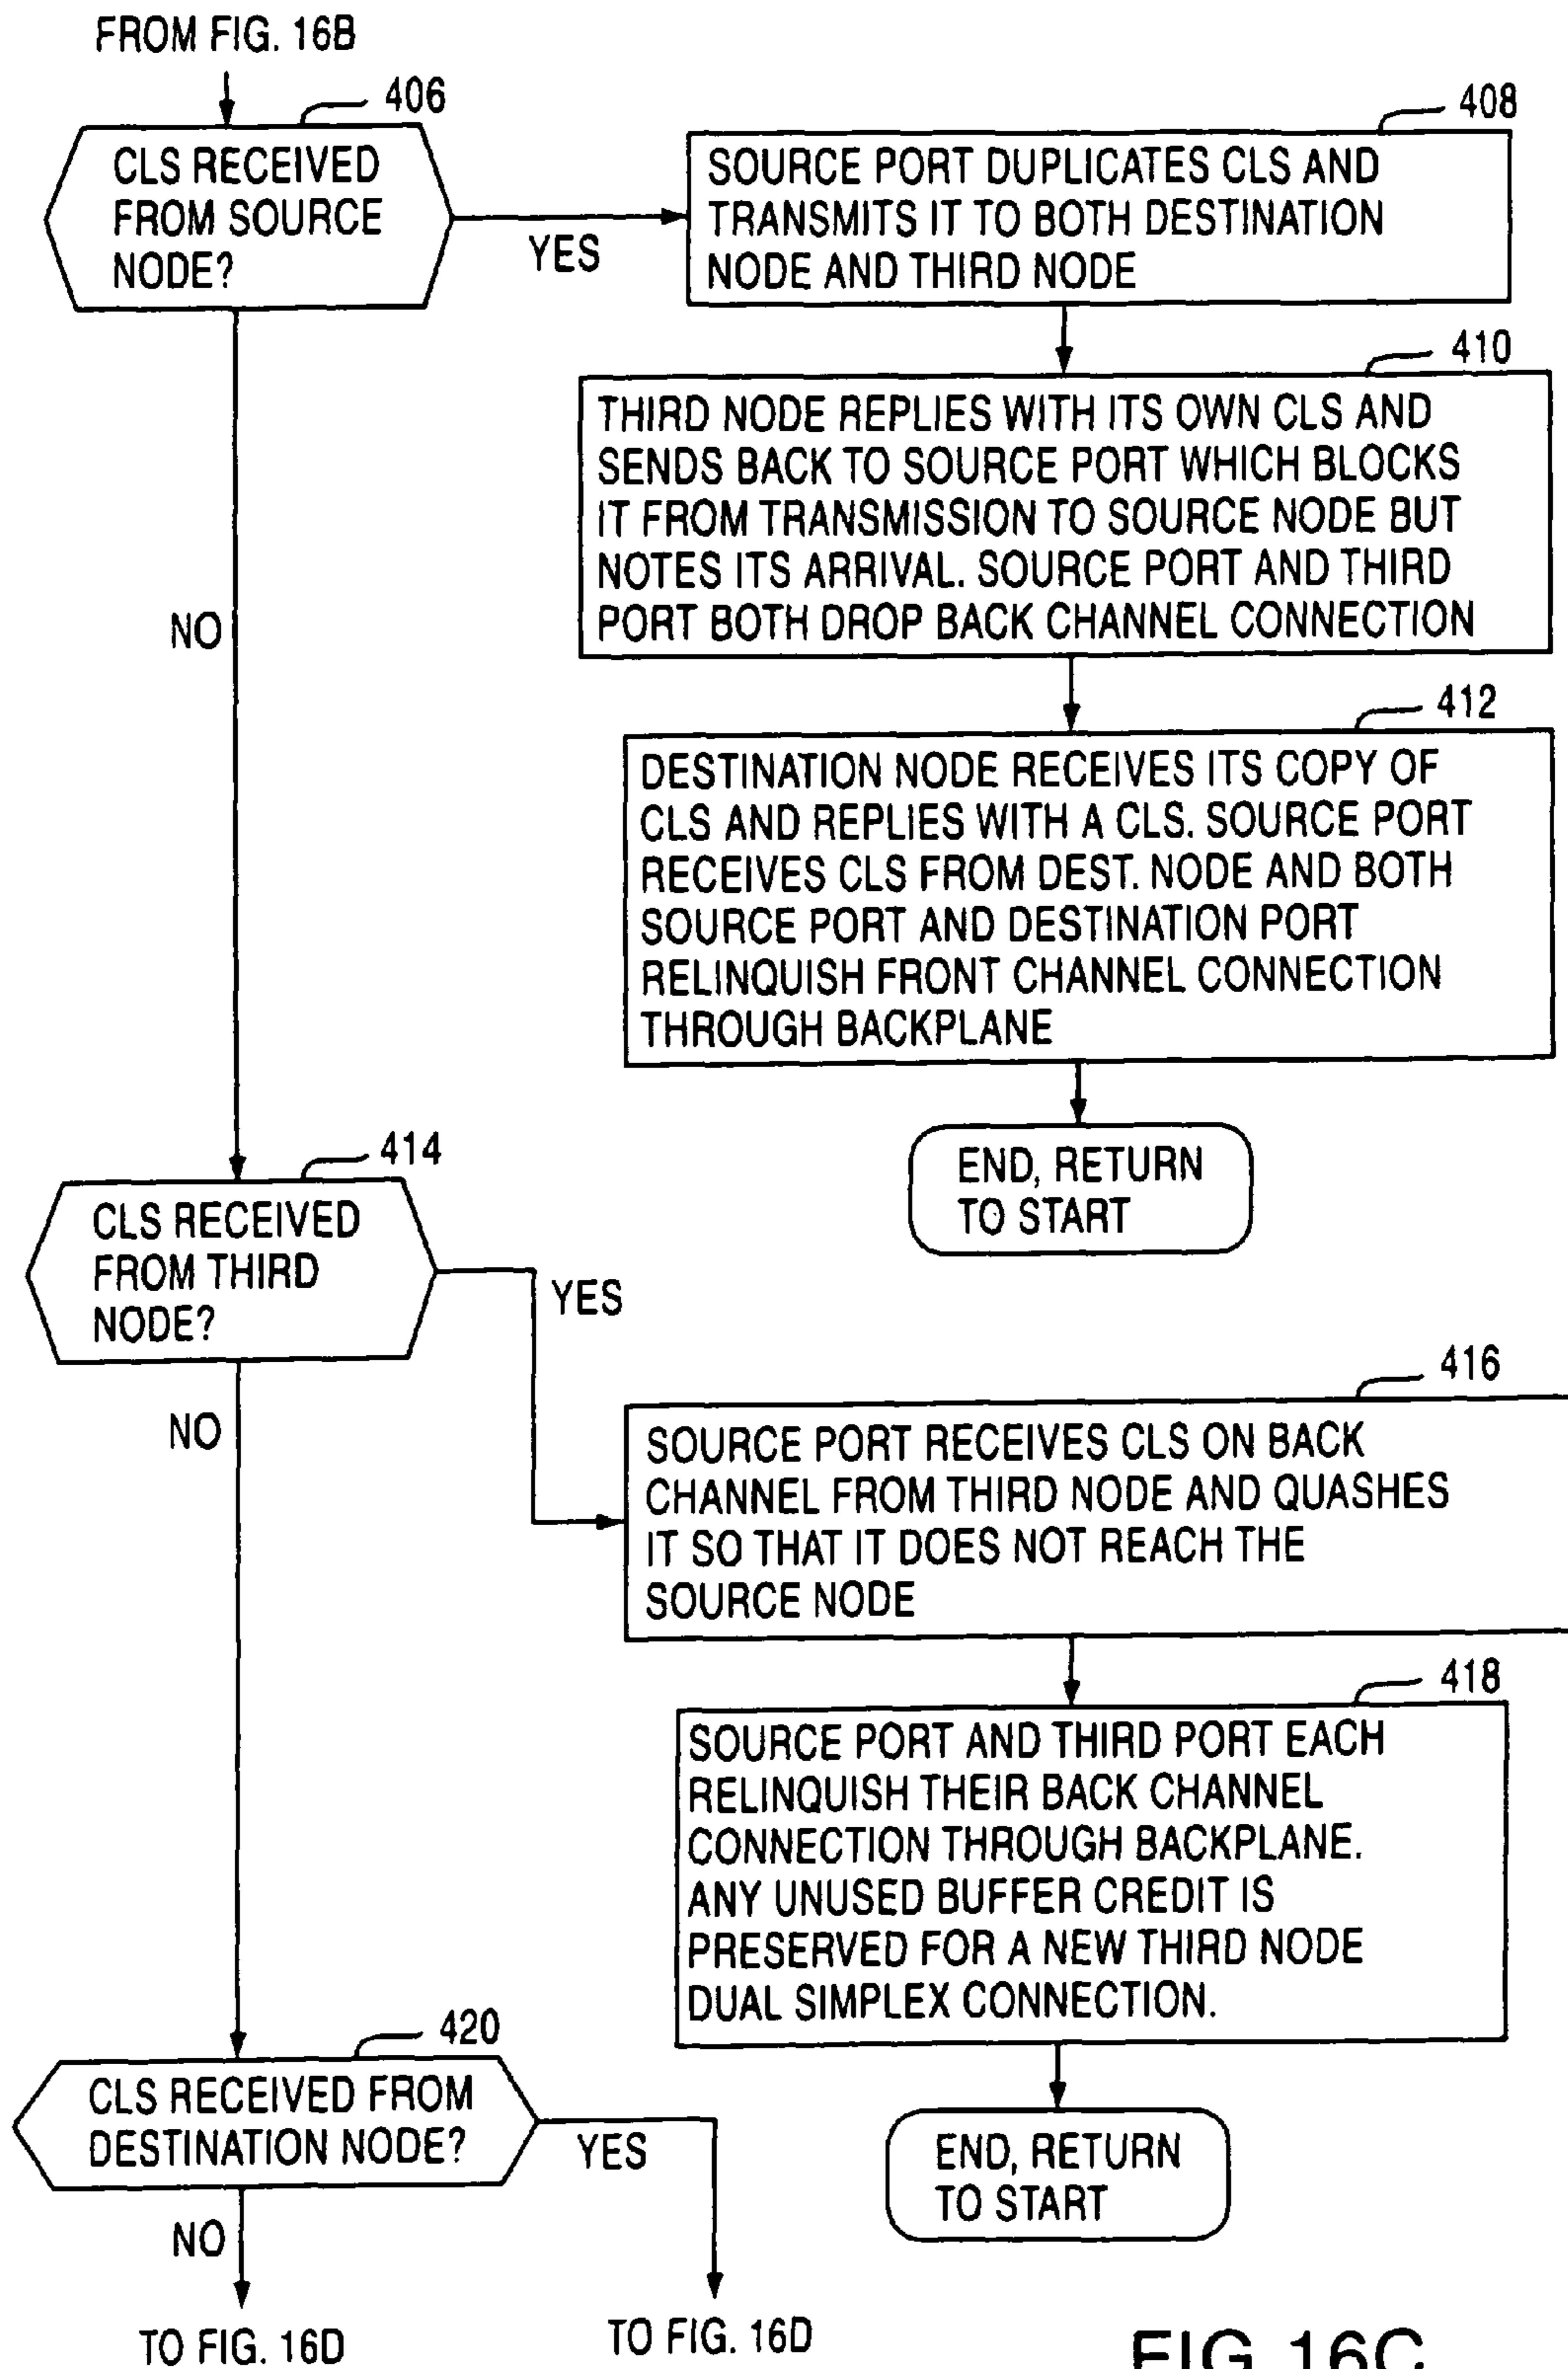 FROM FIG. 16B
406
CLS RECEIVED
FROM SOURCE
NODE?
YES
NO
408
SOURCE PORT DUPLICATES CLS AND
TRANSMITS IT TO BOTH DESTINATION
NODE AND THIRD NODE
410
THIRD NODE REPLIES WITH ITS OWN CLS AND
SENDS BACK TO SOURCE PORT WHICH BLOCKS
IT FROM TRANSMISSION TO SOURCE NODE BUT
NOTES ITS ARRIVAL. SOURCE PORT AND THIRD
PORT BOTH DROP BACK CHANNEL CONNECTION
412
DESTINATION NODE RECEIVES ITS COPY OF
CLS AND REPLIES WITH A CLS. SOURCE PORT
RECEIVES CLS FROM DEST. NODE AND BOTH
SOURCE PORT AND DESTINATION PORT
RELINQUISH FRONT CHANNEL CONNECTION
THROUGH BACKPLANE
END, RETURN
TO START
414
CLS RECEIVED
FROM THIRD
NODE?
YES
NO
416
SOURCE PORT RECEIVES CLS ON BACK
CHANNEL FROM THIRD NODE AND QUASHES
IT SO THAT IT DOES NOT REACH THE
SOURCE NODE
418
SOURCE PORT AND THIRD PORT EACH
RELINQUISH THEIR BACK CHANNEL
CONNECTION THROUGH BACKPLANE.
ANY UNUSED BUFFER CREDIT IS
PRESERVED FOR A NEW THIRD NODE
DUAL SIMPLEX CONNECTION.
END, RETURN
TO START
420
CLS RECEIVED FROM
DESTINATION NODE?
YES
NO
TO FIG. 16D
TO FIG. 16D
FIG 16C